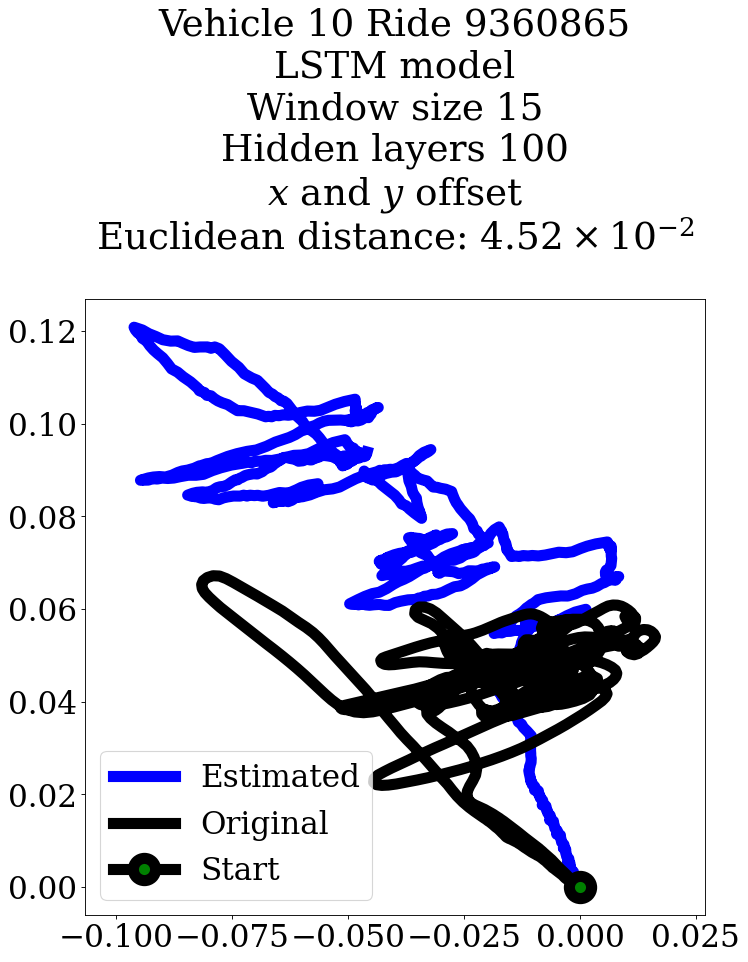 Vehicle 10 Ride 9360865
LSTM model
Window size 15
Hidden layers 100
x and y offset
Euclidean distance: 4.52 × 10⁻²
0.12
0.10
0.08
0.06
0.04
0.02
0.00
Estimated
Original
Start
−0.100 −0.075 −0.050 −0.025 0.000 0.025